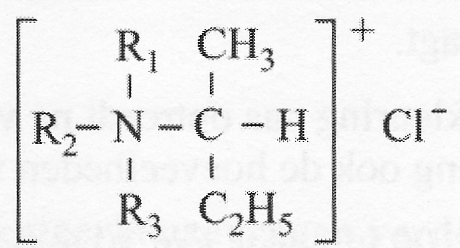 R₁ CH₃ +
R₂–N–C–H Cl⁻
R₃ C₂H₅